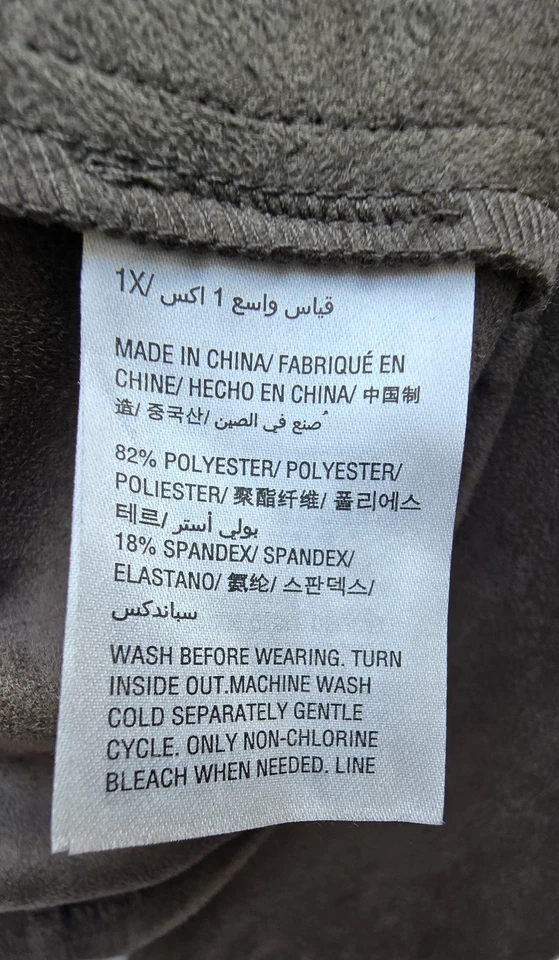 1X/ قياس واسع 1 اكس
MADE IN CHINA/ FABRIQUÉ EN
CHINE/ HECHO EN CHINA/ 中国制
造/ 중국산/ صنع في الصين
82% POLYESTER/ POLYESTER/
POLIESTER/ 聚酯纤维/ 폴리에스
테르/ بولي أستر
18% SPANDEX/ SPANDEX/
ELASTANO/ 氨纶/ 스판덱스/
سباندكس
WASH BEFORE WEARING. TURN
INSIDE OUT.MACHINE WASH
COLD SEPARATELY GENTLE
CYCLE. ONLY NON-CHLORINE
BLEACH WHEN NEEDED. LINE